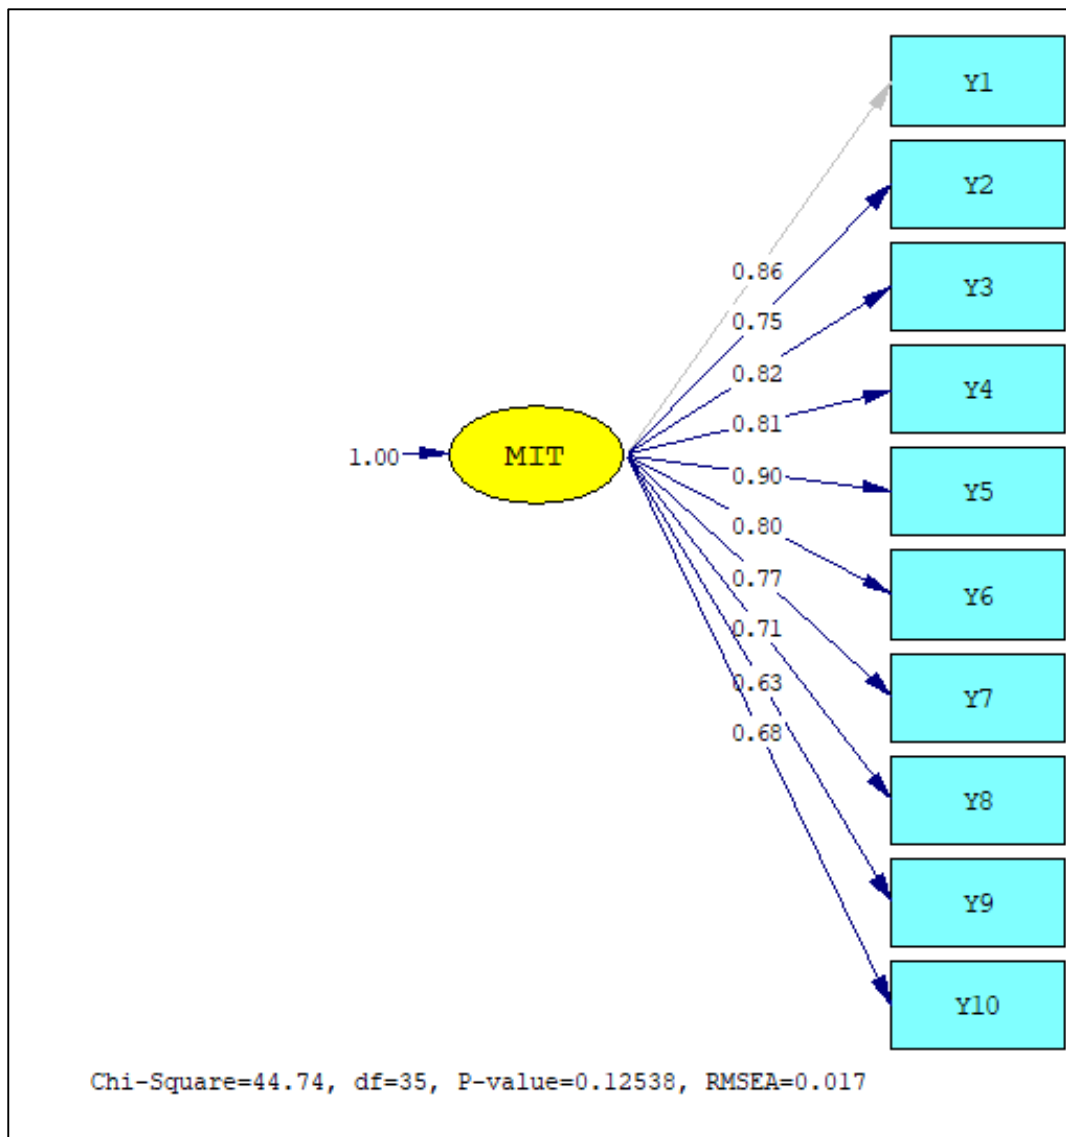 Y1
Y2
0.86
Y3
0.75
0.82
Y4
0.81
1.00
MIT
0.90
Y5
0.80
0.77
Y6
0.71
0.63
Y7
0.68
Y8
Y9
Y10
Chi-Square=44.74, df=35, P-value=0.12538, RMSEA=0.017